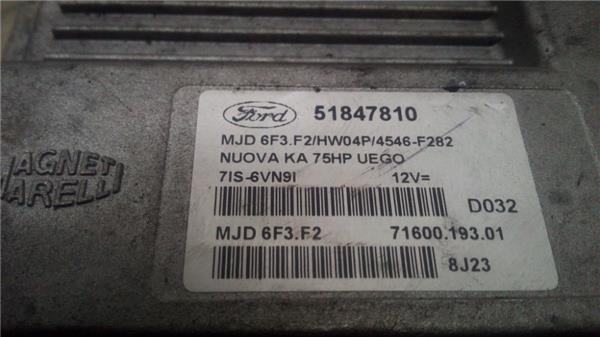 MAGNETI
MARELLI
Ford 51847810
MJD 6F3.F2/HW04P/4546-F282
NUOVA KA 75HP UEGO
7IS-6VN9I 12V=
D032
MJD 6F3.F2 71600.193.01
8J23